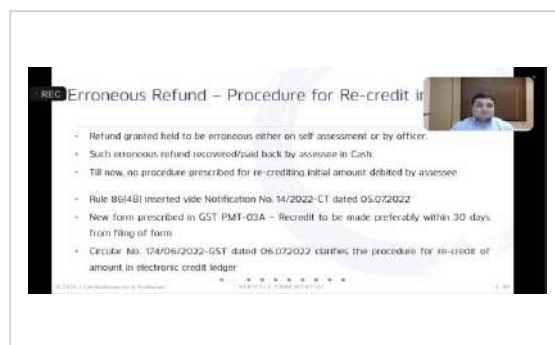 REC
Erroneous Refund – Procedure for Re-credit in
Refund granted held to be erroneous either on self assessment or by officer.
Such erroneous refund recovered/paid back by assessee in Cash
Till now, no procedure prescribed for re-crediting initial amount debited by assessee
Rule 86(4B) inserted vide Notification No. 14/2022-CT dated 05.07.2022
New form prescribed in GST PMT-03A – Recredit to be made preferably within 30 days
from filing of form
Circular No. 174/06/2022-GST dated 06.07.2022 clarifies the procedure for re-credit of
amount in electronic credit ledger
STRICTLY CONFIDENTIAL